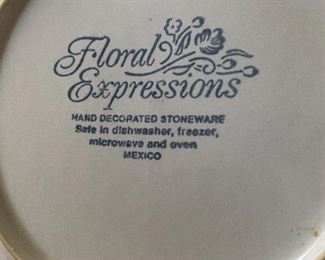 Floral
Expressions
HAND DECORATED STONEWARE
Safe in dishwasher, freezer,
microwave and oven
MEXICO